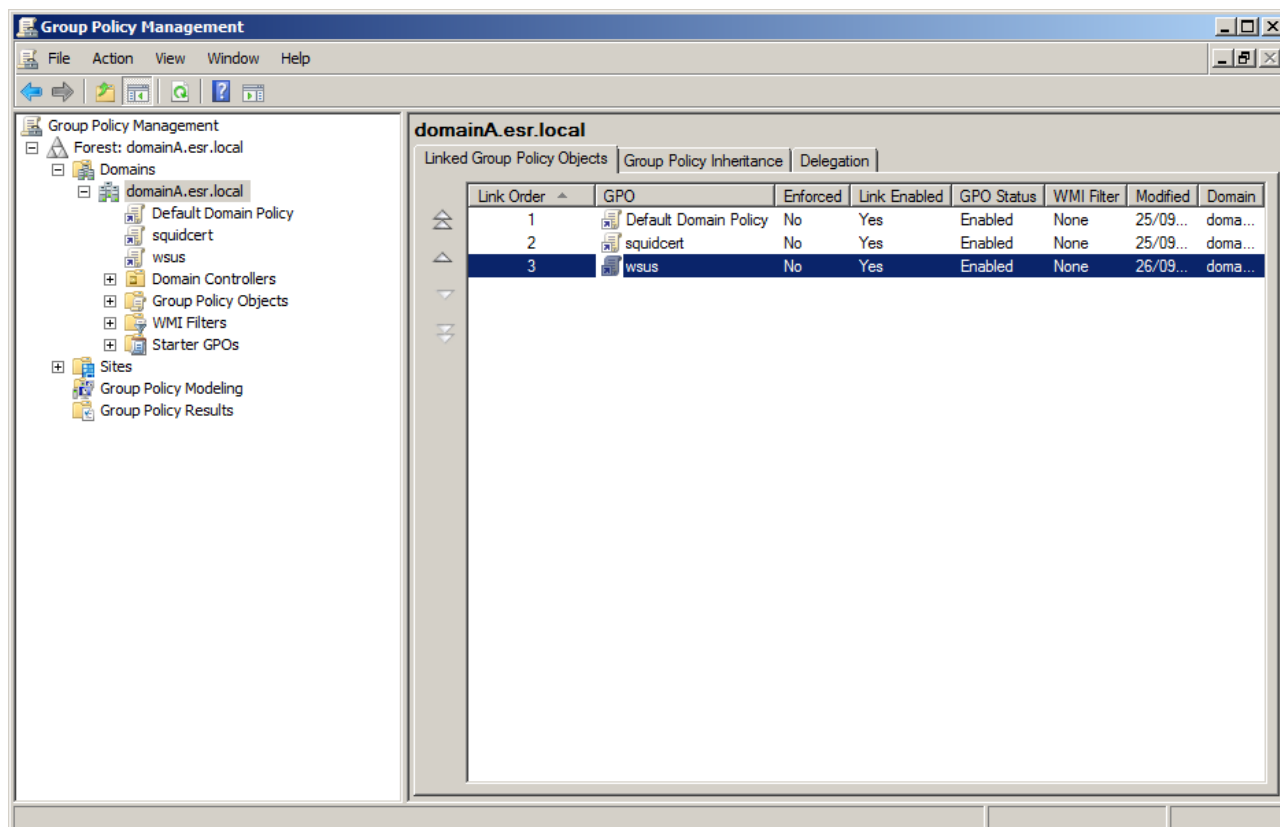 Group Policy Management
File Action View Window Help
Group Policy Management
Forest: domainA.esr.local
Domains
domainA.esr.local
Default Domain Policy
squidcert
wsus
Domain Controllers
Group Policy Objects
WMI Filters
Starter GPOs
Sites
Group Policy Modeling
Group Policy Results
domainA.esr.local
Linked Group Policy Objects Group Policy Inheritance Delegation
Link Order GPO Enforced Link Enabled GPO Status WMI Filter Modified Domain
1 Default Domain Policy No Yes Enabled None 25/09... doma...
2 squidcert No Yes Enabled None 25/09... doma...
3 wsus No Yes Enabled None 26/09... doma...